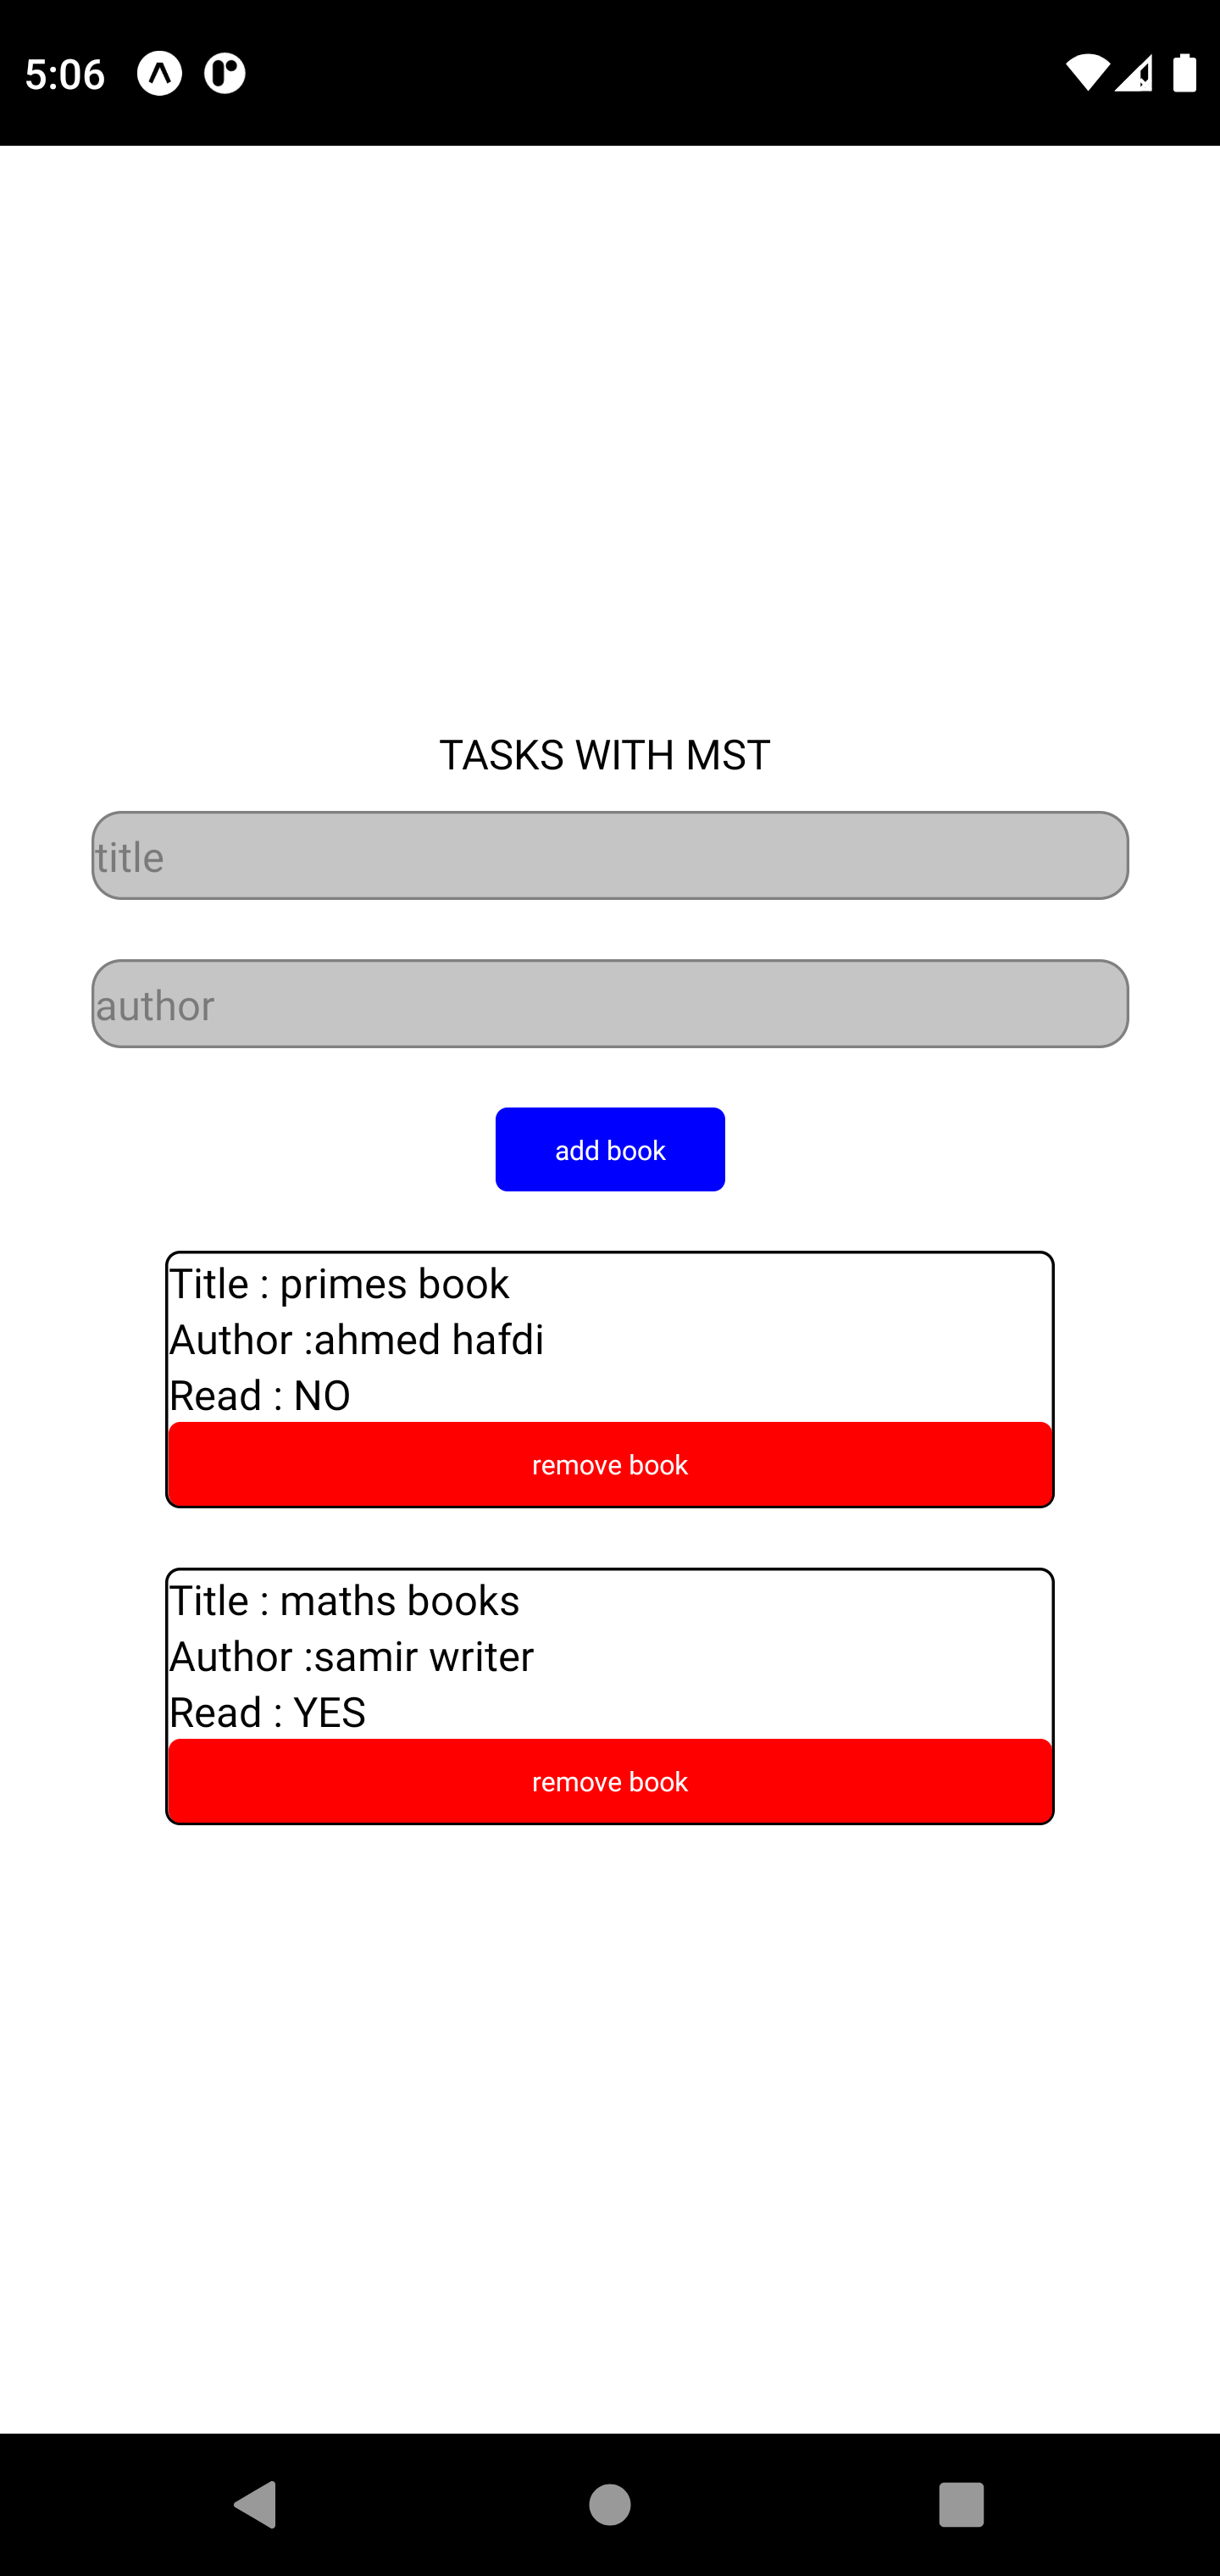 5:06
TASKS WITH MST
title
author
add book
Title : primes book
Author :ahmed hafdi
Read : NO
remove book
Title : maths books
Author :samir writer
Read : YES
remove book